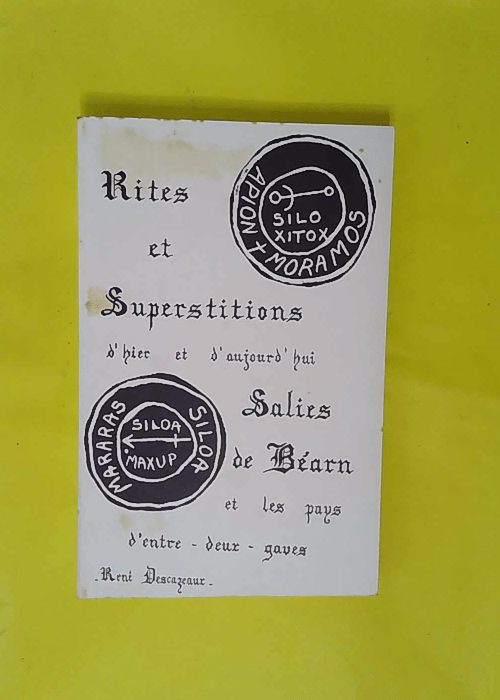 Rites
et
Superstitions
d'hier et d'aujourd'hui
Salies
de Béarn
et les pays
d'entre - deux - gaves
- René Descazeaux -
APION + MORAMOS
SILO
XITOX
MARARAS SILOA
SILOA
MAXUP